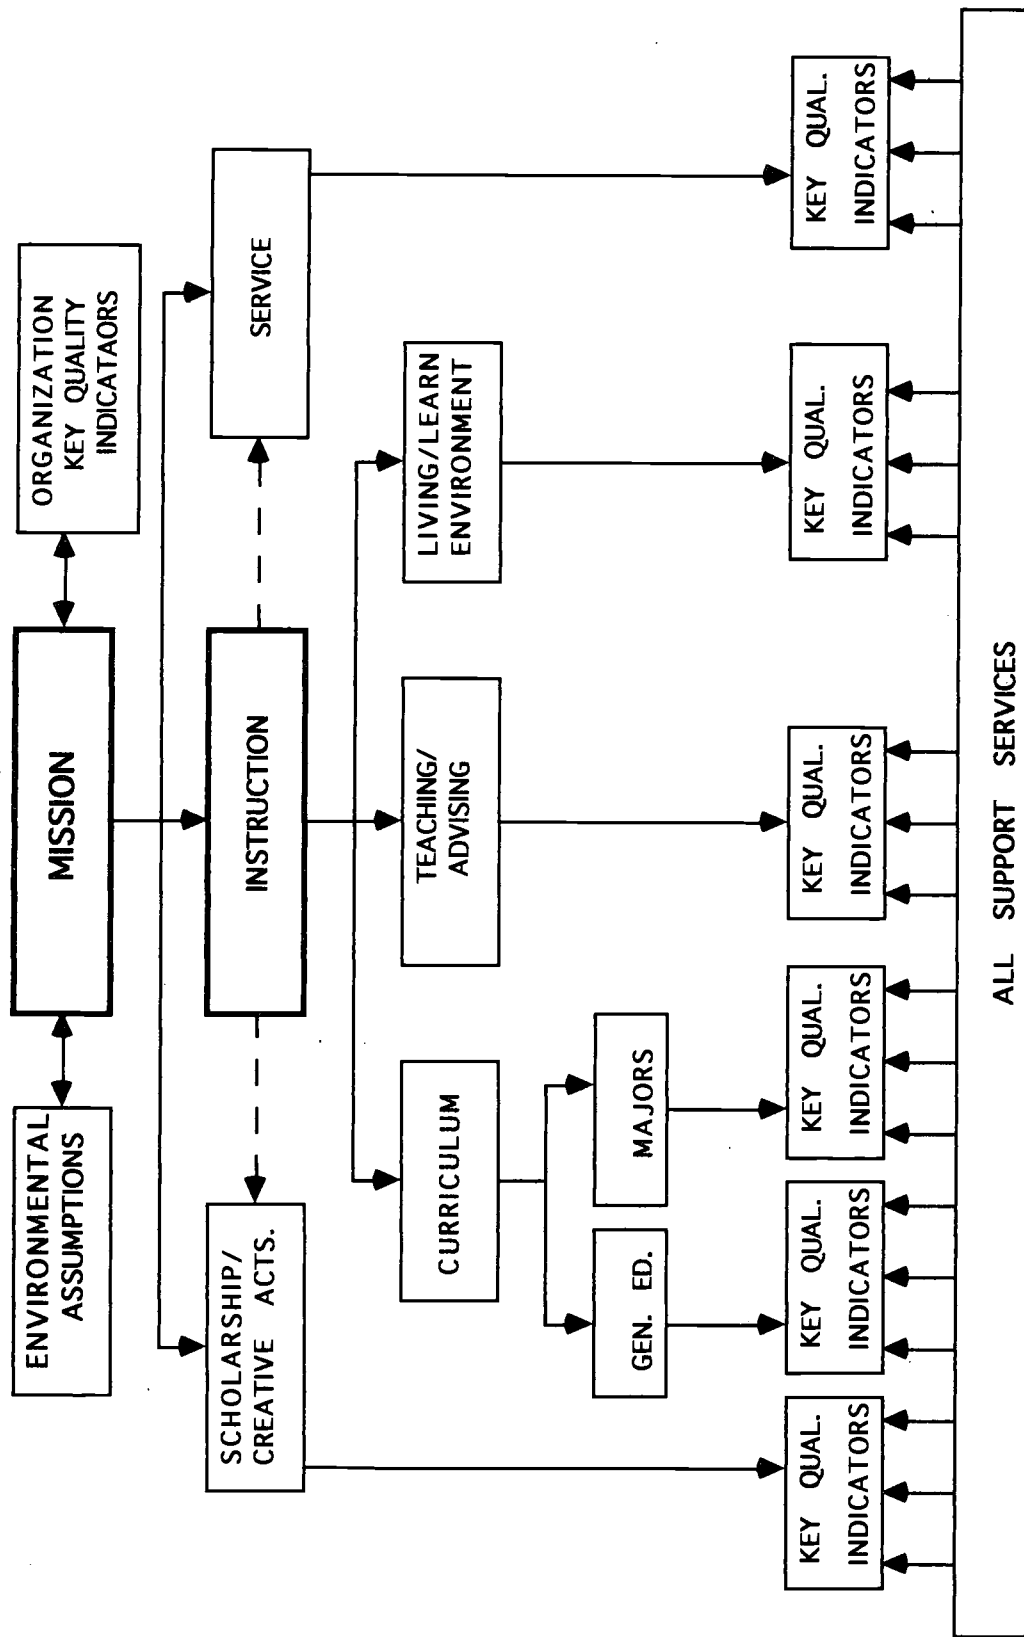 ENVIRONMENTAL
ASSUMPTIONS
MISSION
ORGANIZATION
KEY QUALITY
INDICATAORS
SCHOLARSHIP/
CREATIVE ACTS.
INSTRUCTION
SERVICE
CURRICULUM
TEACHING/
ADVISING
LIVING/LEARN
ENVIRONMENT
GEN. ED.
MAJORS
KEY QUAL.
INDICATORS
KEY QUAL.
INDICATORS
KEY QUAL.
INDICATORS
KEY QUAL.
INDICATORS
KEY QUAL.
INDICATORS
KEY QUAL.
INDICATORS
ALL SUPPORT SERVICES